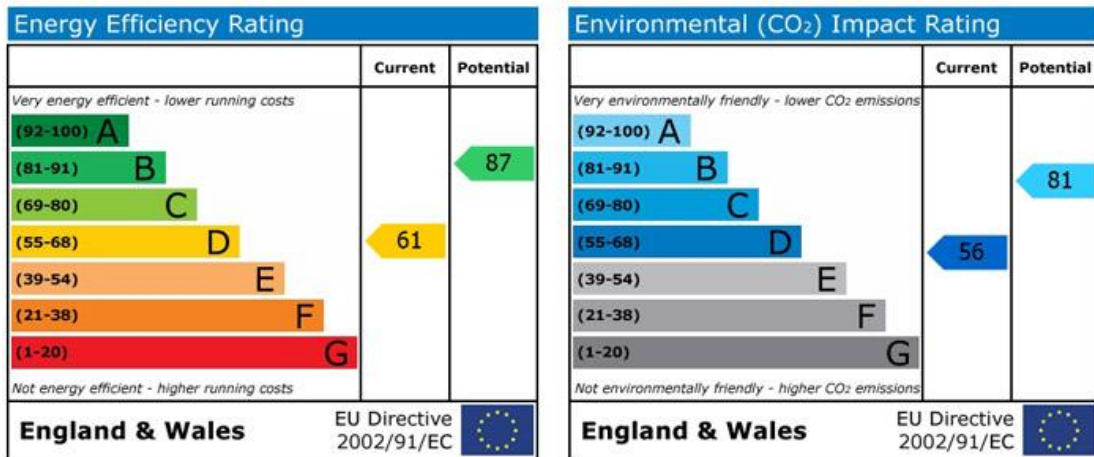 Energy Efficiency Rating
Current Potential
Very energy efficient - lower running costs
(92-100) A
(81-91) B
87
(69-80) C
(55-68) D
61
(39-54) E
(21-38) F
(1-20) G
Not energy efficient - higher running costs
England & Wales
EU Directive
2002/91/EC
Environmental (CO₂) Impact Rating
Current Potential
Very environmentally friendly - lower CO₂ emissions
(92-100) A
(81-91) B
81
(69-80) C
(55-68) D
56
(39-54) E
(21-38) F
(1-20) G
Not environmentally friendly - higher CO₂ emissions
England & Wales
EU Directive
2002/91/EC